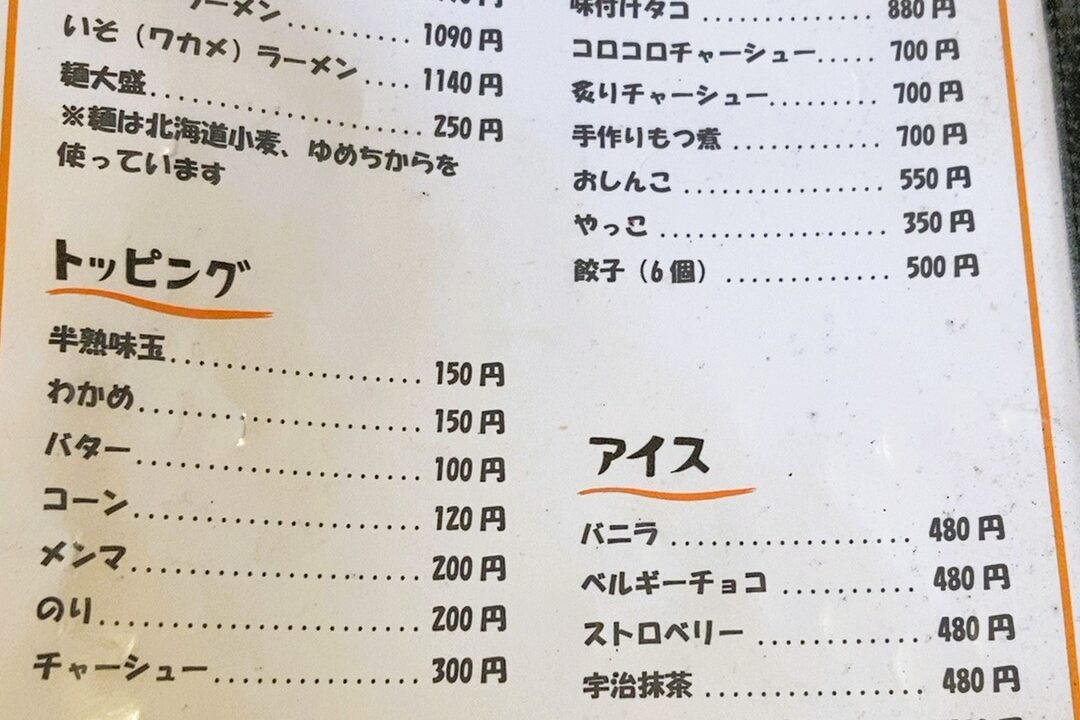 ラーメン 1090円
いそ（ワカメ）ラーメン 1140円
麺大盛 250円
※麺は北海道小麦、ゆめちからを
使っています
トッピング
半熟味玉 150円
わかめ 150円
バター 100円
コーン 120円
メンマ 200円
のり 200円
チャーシュー 300円
味付けタコ 880円
コロコロチャーシュー 700円
炙りチャーシュー 700円
手作りもつ煮 700円
おしんこ 550円
やっこ 350円
餃子（6個） 500円
アイス
バニラ 480円
ベルギーチョコ 480円
ストロベリー 480円
宇治抹茶 480円